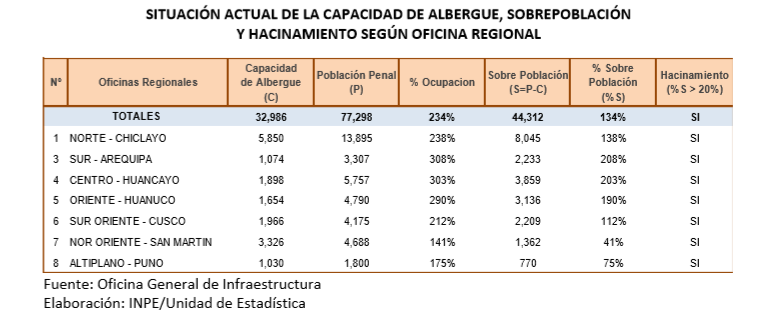 SITUACIÓN ACTUAL DE LA CAPACIDAD DE ALBERGUE, SOBREPOBLACIÓN
Y HACINAMIENTO SEGÚN OFICINA REGIONAL
N° Oficinas Regionales Capacidad de Albergue (C) Población Penal (P) % Ocupacion Sobre Población (S=P-C) % Sobre Población (%S) Hacinamiento (%S > 20%)
TOTALES 32,986 77,298 234% 44,312 134% SI
1 NORTE - CHICLAYO 5,850 13,895 238% 8,045 138% SI
3 SUR - AREQUIPA 1,074 3,307 308% 2,233 208% SI
4 CENTRO - HUANCAYO 1,898 5,757 303% 3,859 203% SI
5 ORIENTE - HUANUCO 1,654 4,790 290% 3,136 190% SI
6 SUR ORIENTE - CUSCO 1,966 4,175 212% 2,209 112% SI
7 NOR ORIENTE - SAN MARTIN 3,326 4,688 141% 1,362 41% SI
8 ALTIPLANO - PUNO 1,030 1,800 175% 770 75% SI
Fuente: Oficina General de Infraestructura
Elaboración: INPE/Unidad de Estadística